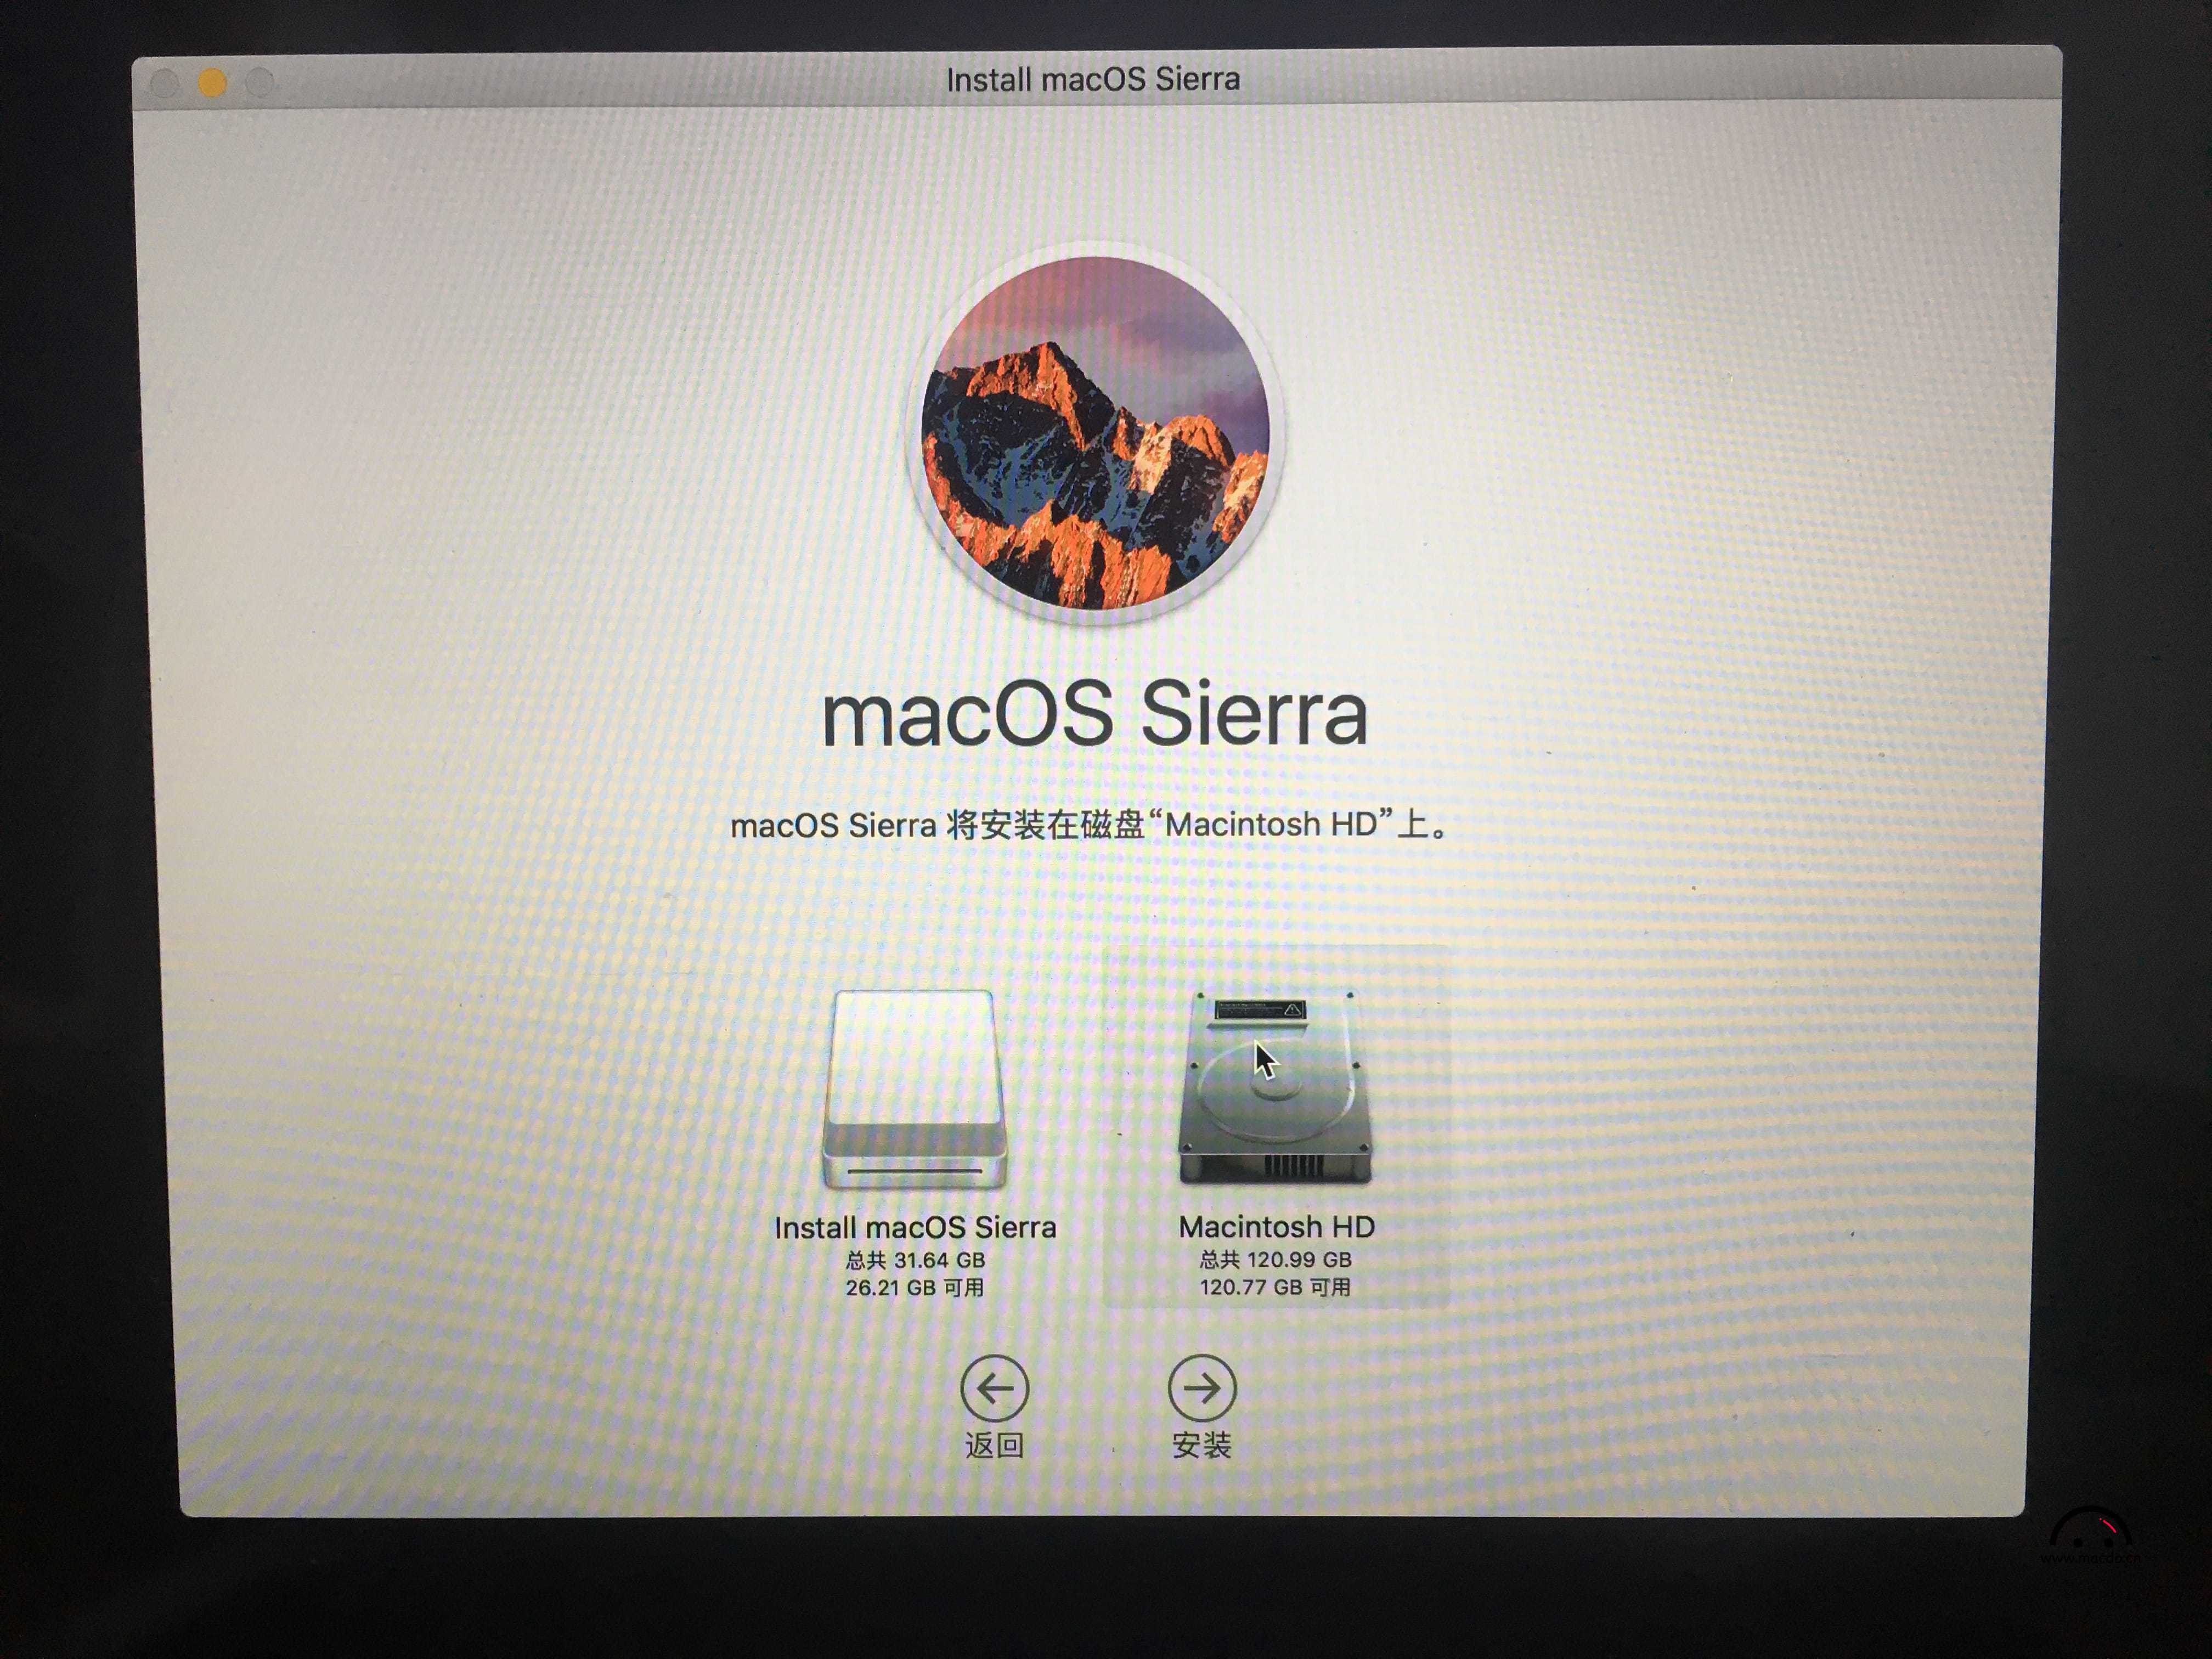 Install macOS Sierra
macOS Sierra
macOS Sierra 将安装在磁盘“Macintosh HD”上。
Install macOS Sierra
总共 31.64 GB
26.21 GB 可用
Macintosh HD
总共 120.99 GB
120.77 GB 可用
返回
安装